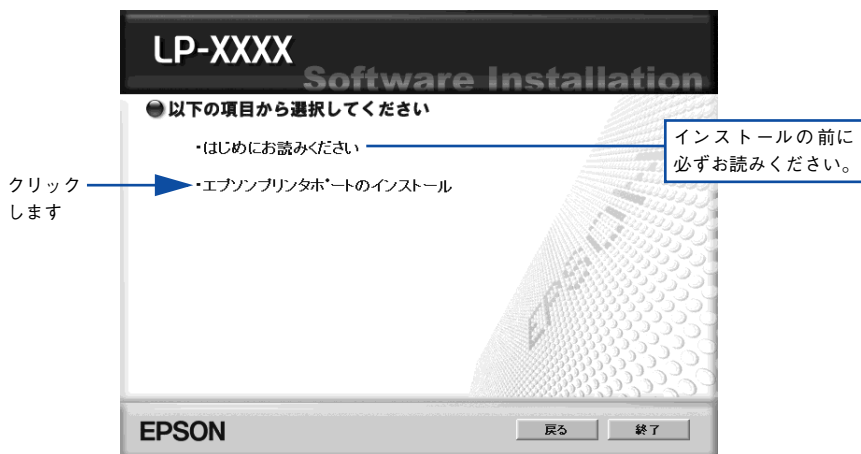 LP-XXXX
Software Installation
以下の項目から選択してください
・はじめにお読みください
インストールの前に
必ずお読みください。
クリック
します
・エプソンプリンタポートのインストール
EPSON
EPSON
戻る
終了